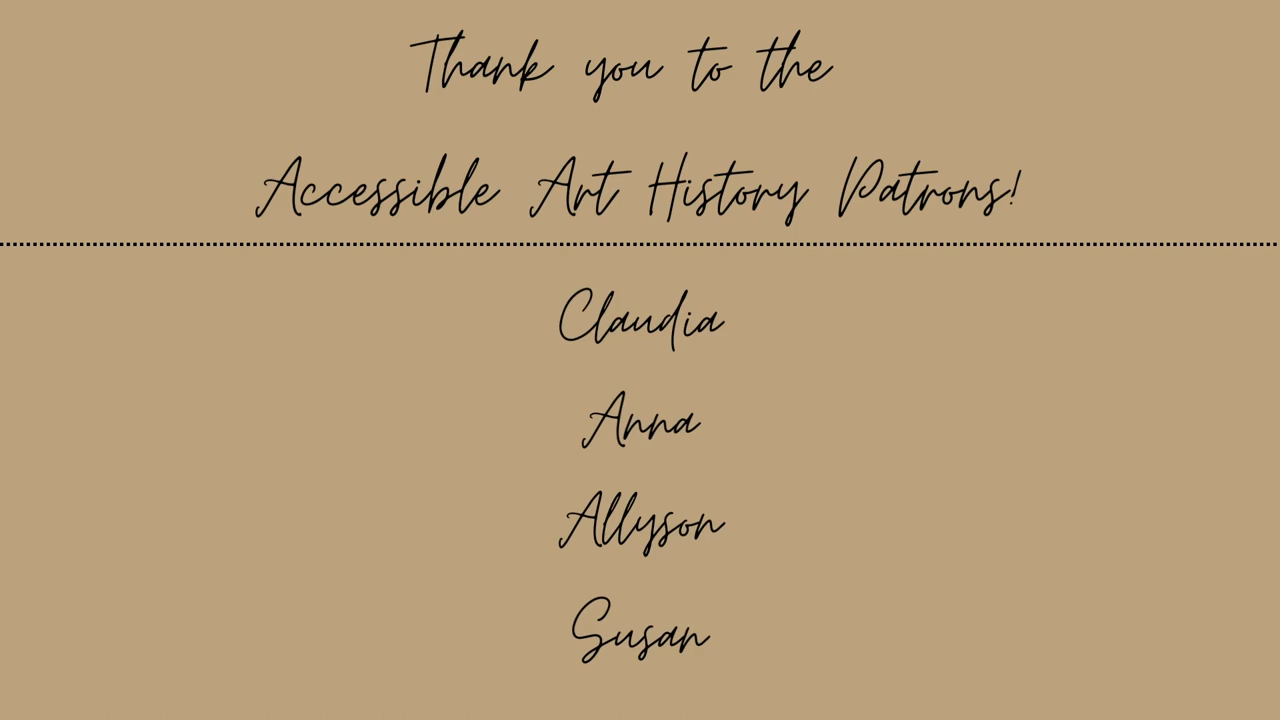 Thank you to the
Accessible Art History Patrons!
Claudia
Anna
Allyson
Susan